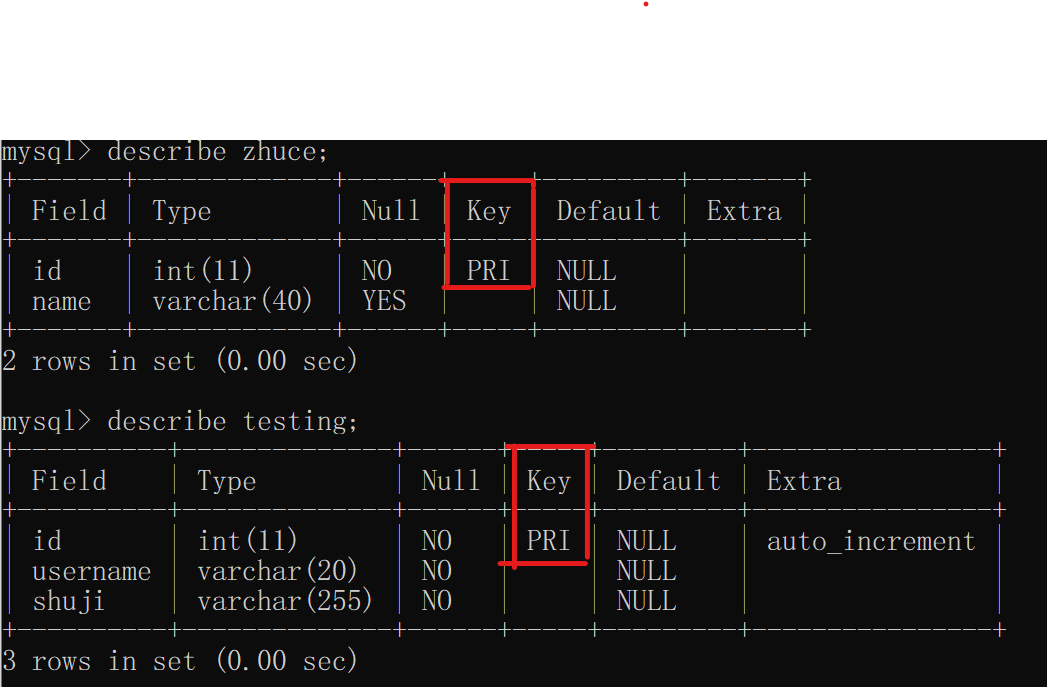 mysql> describe zhuce;
+-------+-------------+------+-----+---------+-------+
| Field | Type        | Null | Key | Default | Extra |
+-------+-------------+------+-----+---------+-------+
| id    | int(11)     | NO   | PRI | NULL    |       |
| name  | varchar(40) | YES  |     | NULL    |       |
+-------+-------------+------+-----+---------+-------+
2 rows in set (0.00 sec)
mysql> describe testing;
+----------+--------------+------+-----+---------+----------------+
| Field    | Type         | Null | Key | Default | Extra          |
+----------+--------------+------+-----+---------+----------------+
| id       | int(11)      | NO   | PRI | NULL    | auto_increment |
| username | varchar(20)  | NO   |     | NULL    |                |
| shuji    | varchar(255) | NO   |     | NULL    |                |
+----------+--------------+------+-----+---------+----------------+
3 rows in set (0.00 sec)